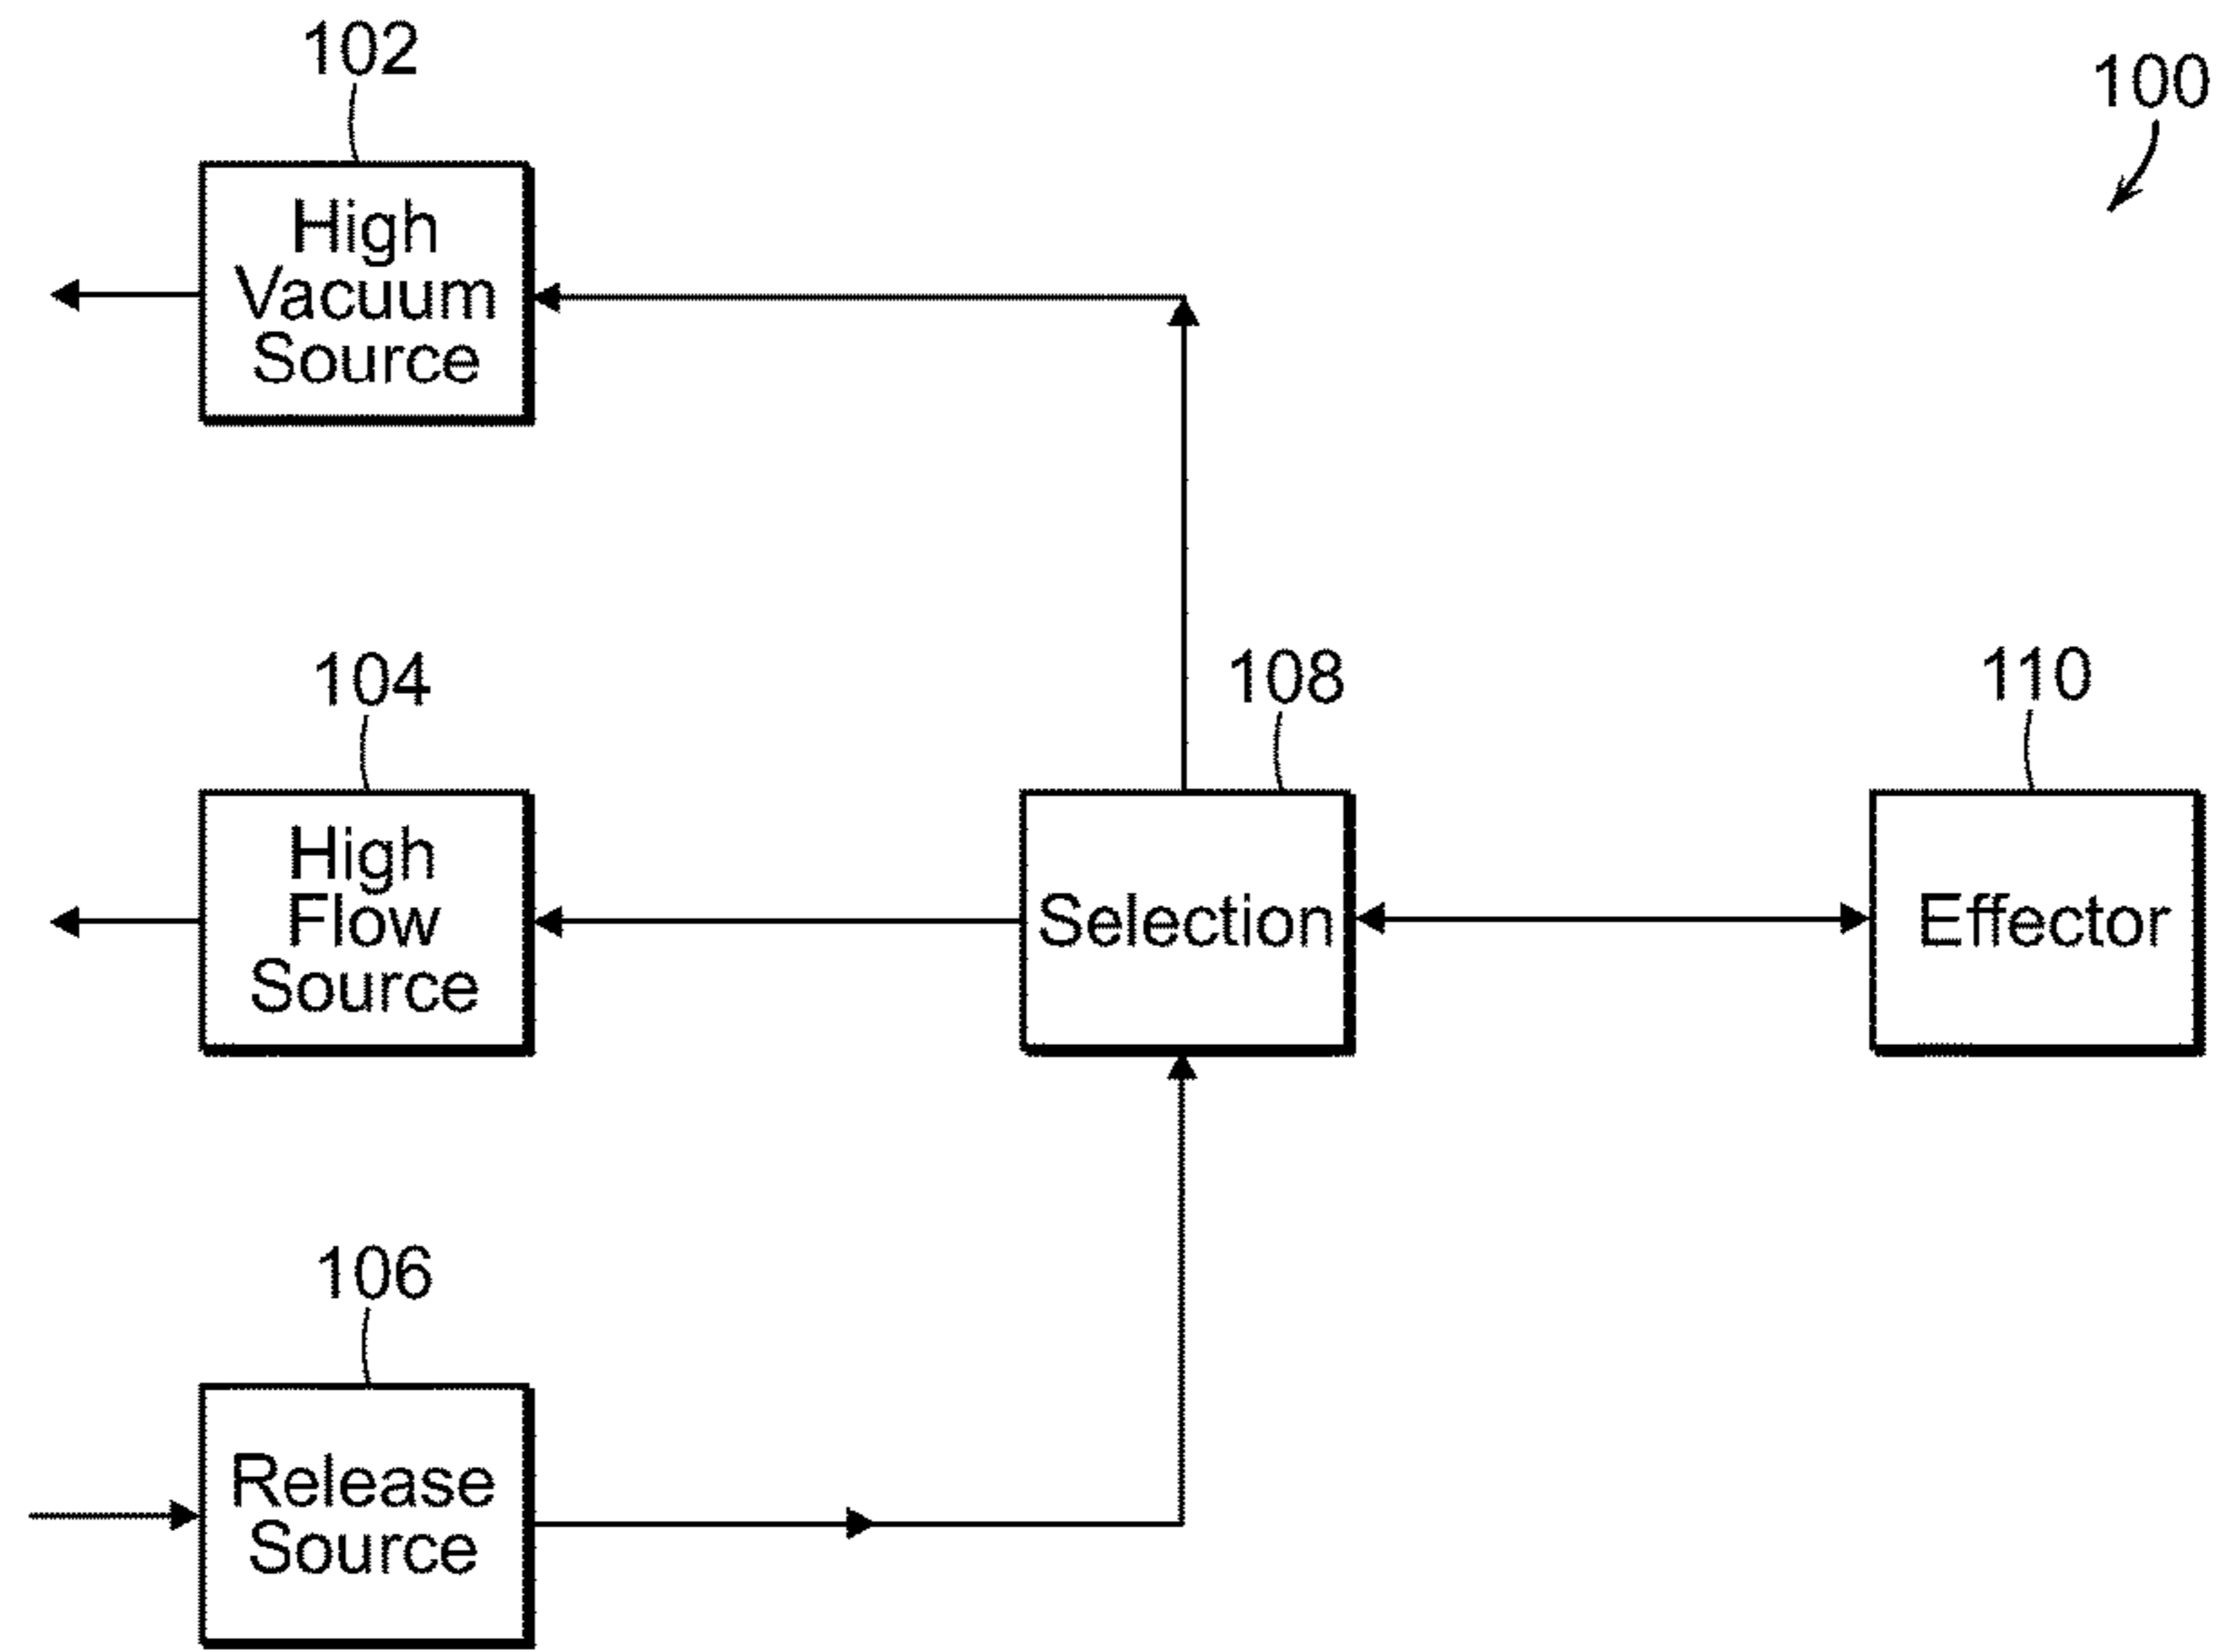 102
100
High
Vacuum
Source
104
108
110
High
Flow
Source
Selection
Effector
106
Release
Source